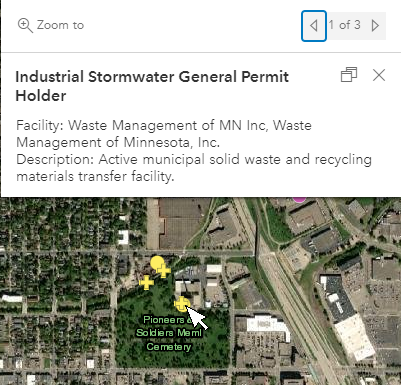 Zoom to
1 of 3
Industrial Stormwater General Permit
Holder
Facility: Waste Management of MN Inc, Waste
Management of Minnesota, Inc.
Description: Active municipal solid waste and recycling
materials transfer facility.
Pioneers &
Soldiers Meml
Cemetery